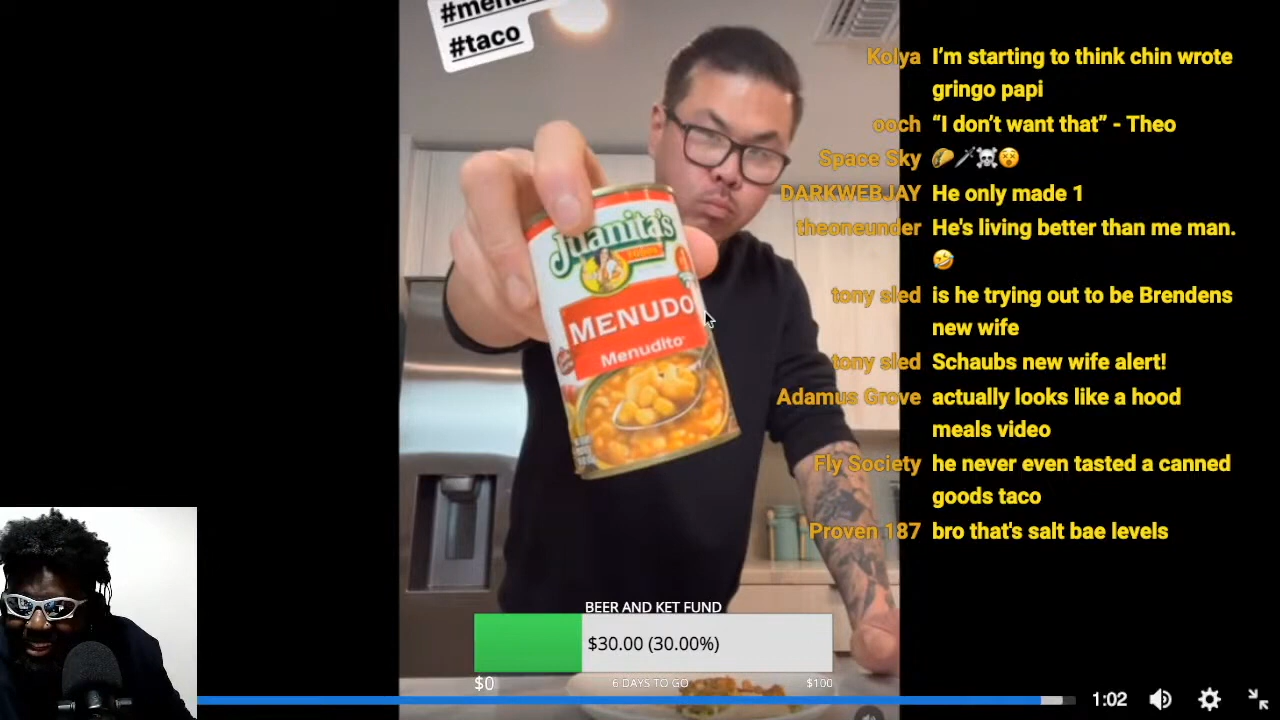 #taco
Kolya I’m starting to think chin wrote
gringo papi
ooch “I don’t want that” - Theo
Space Sky 🌮🗡☠😵
DARKWEBJAY He only made 1
theoneunder He's living better than me man.
🤣
tony sled is he trying out to be Brendens
new wife
tony sled Schaubs new wife alert!
Adamus Grove actually looks like a hood
meals video
Fly Society he never even tasted a canned
goods taco
Proven 187 bro that's salt bae levels
Juanita's
FOODS
MENUDO
Menudito
BEER AND KET FUND
$30.00 (30.00%)
$0 6 DAYS TO GO $100
1:02